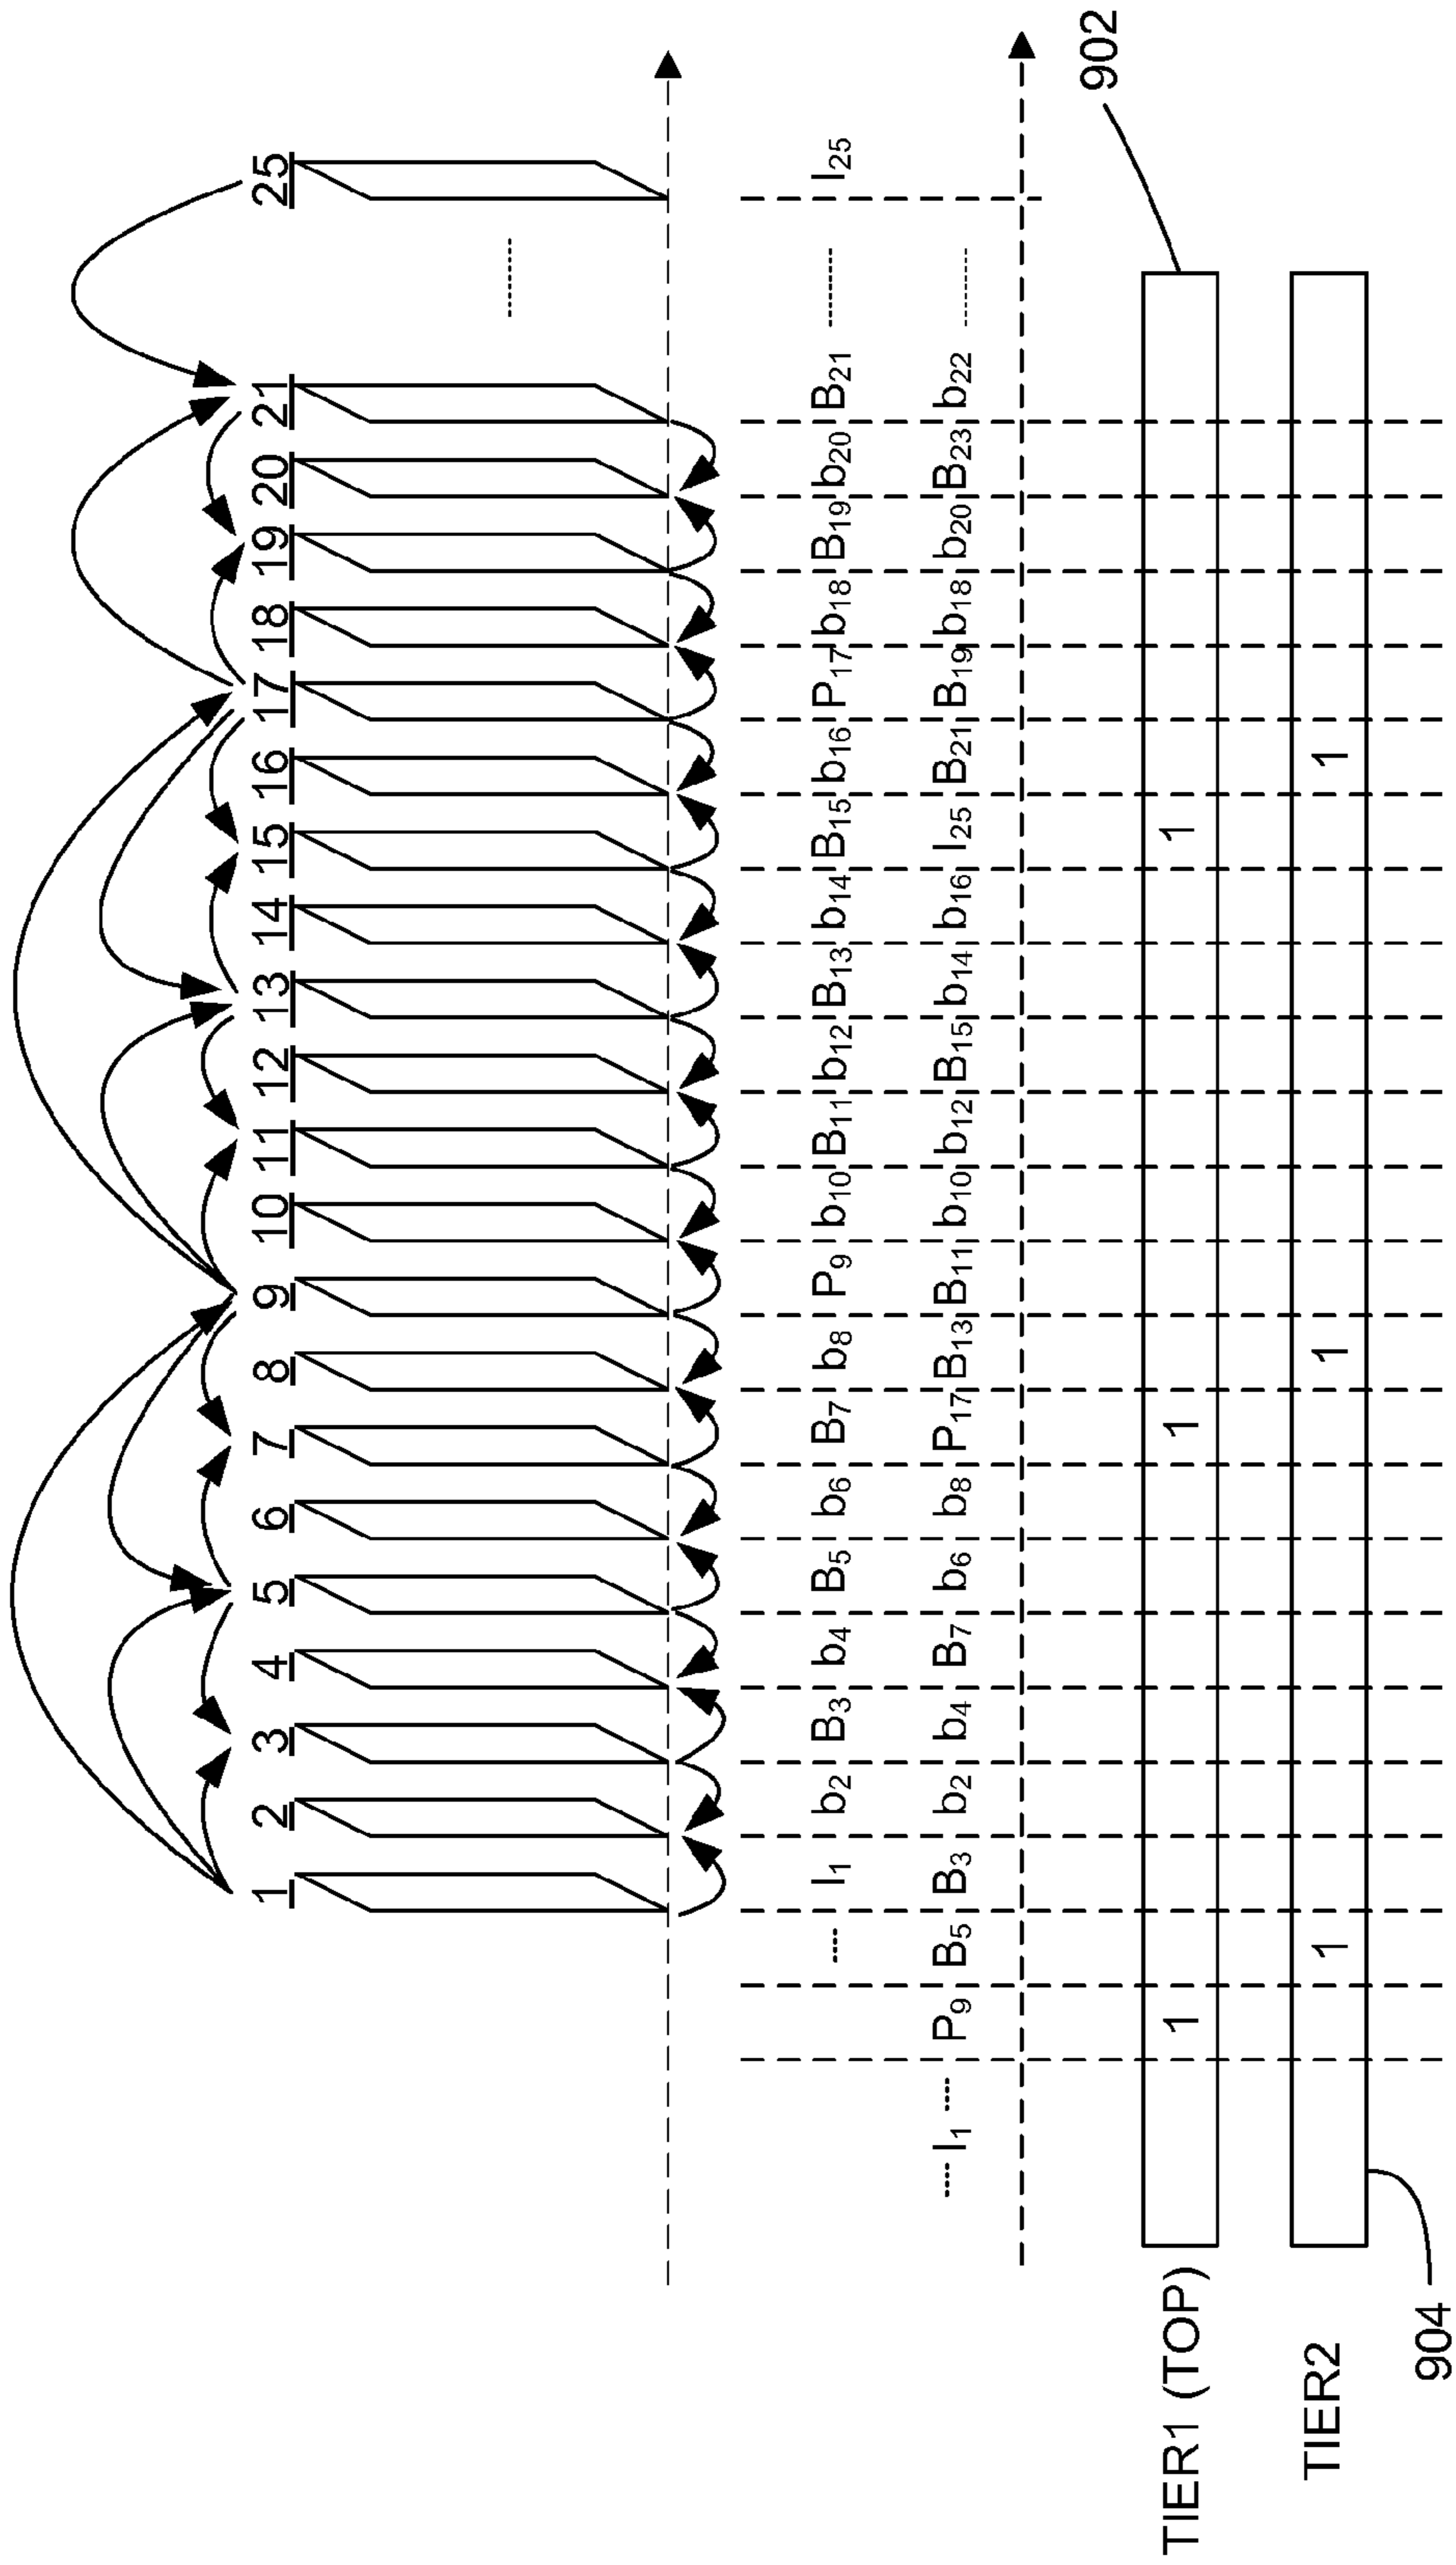 1 2 3 4 5 6 7 8 9 10 11 12 13 14 15 16 17 18 19 20 21 25
I₁ b₂ B₃ b₄ B₅ b₆ B₇ b₈ P₉ b₁₀ B₁₁ b₁₂ B₁₃ b₁₄ B₁₅ b₁₆ P₁₇ b₁₈ B₁₉ b₂₀ B₂₁ I₂₅
I₁ P₉ B₅ B₃ b₂ b₄ B₇ b₆ b₈ P₁₇ B₁₃ B₁₁ b₁₀ b₁₂ B₁₅ b₁₄ b₁₆ I₂₅ B₂₁ B₁₉ b₁₈ b₂₀ B₂₃ b₂₂
902
TIER1 (TOP) 1 1 1
TIER2 1 1 1
904